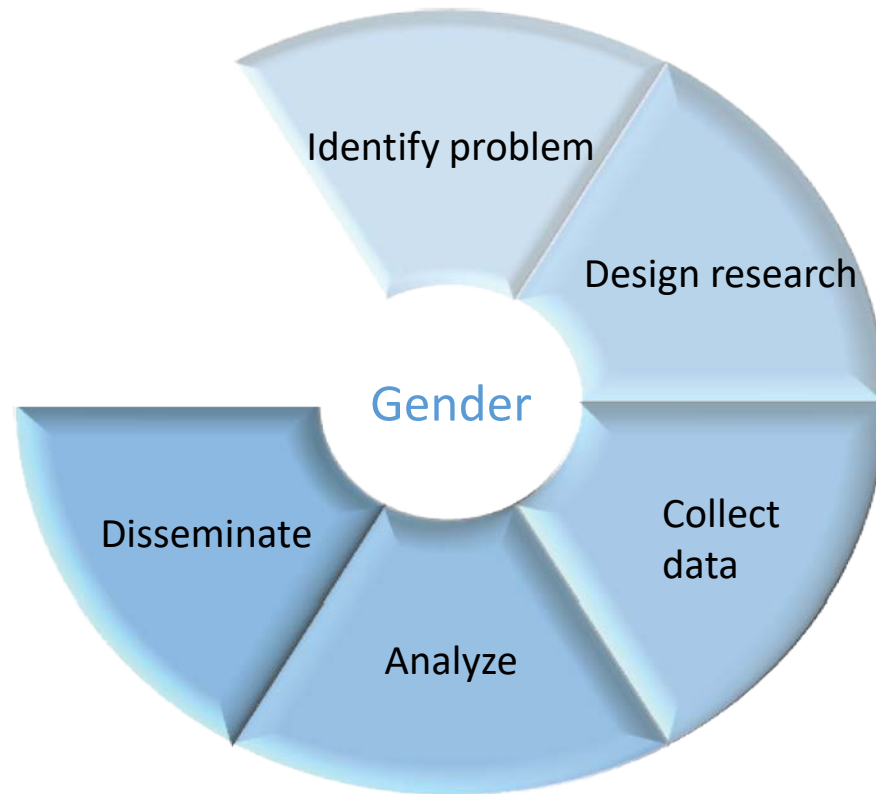 Identify problem
Design research
Gender
Collect
data
Analyze
Disseminate